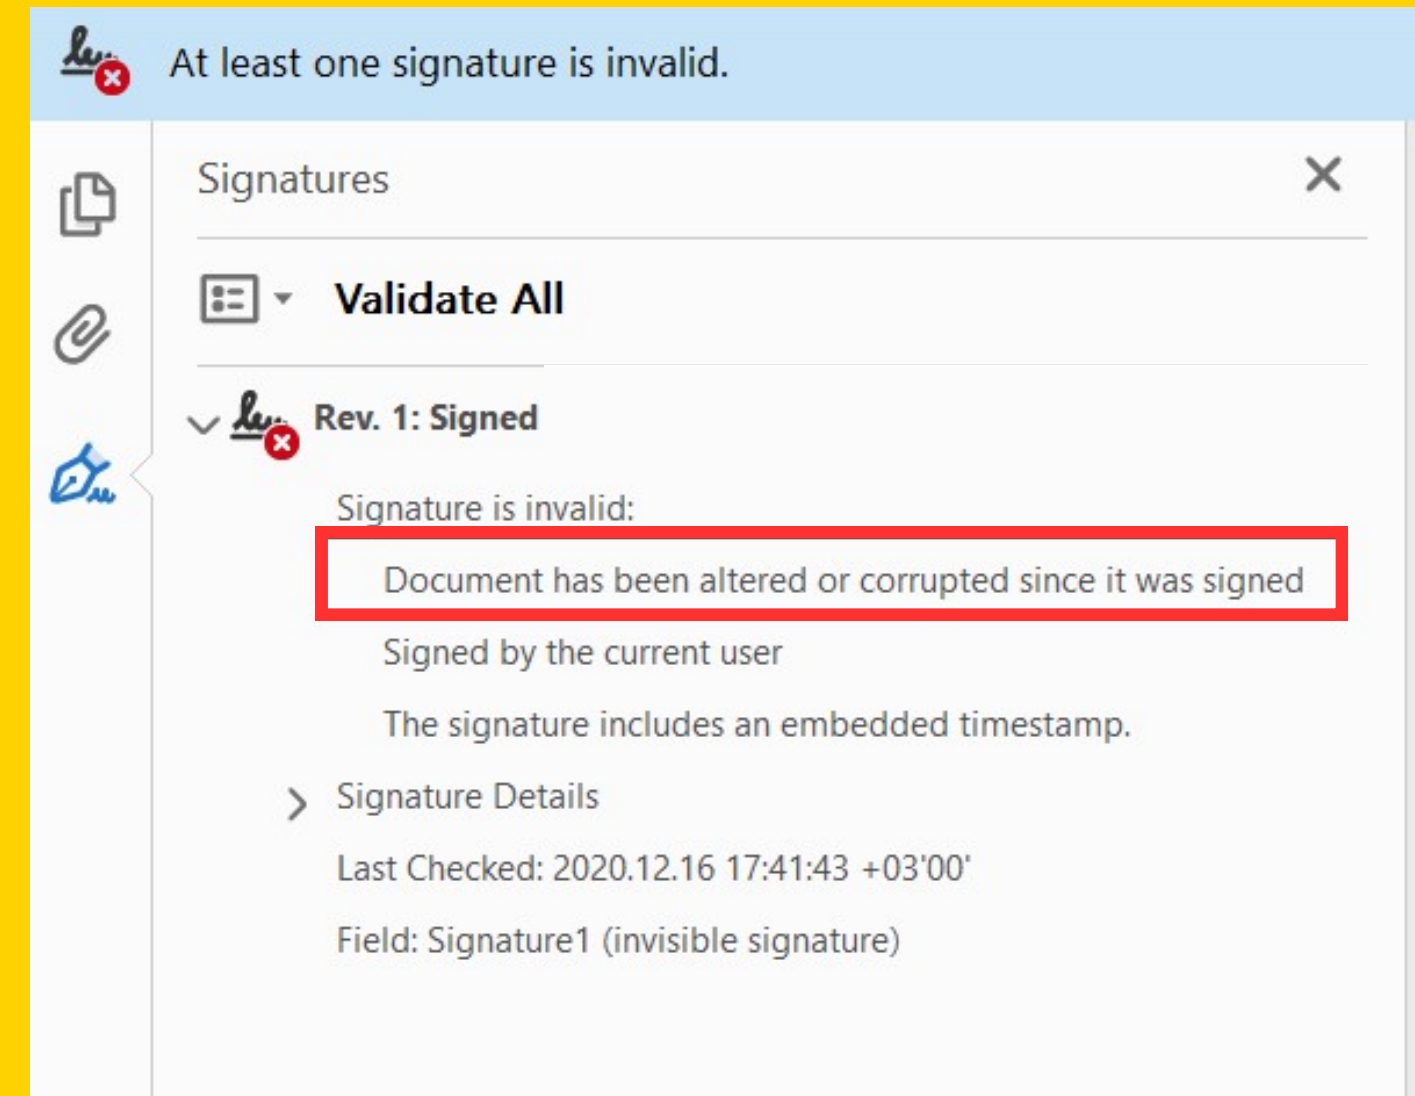 At least one signature is invalid.
Signatures
Validate All
Rev. 1: Signed
Signature is invalid:
Document has been altered or corrupted since it was signed
Signed by the current user
The signature includes an embedded timestamp.
Signature Details
Last Checked: 2020.12.16 17:41:43 +03'00'
Field: Signature1 (invisible signature)